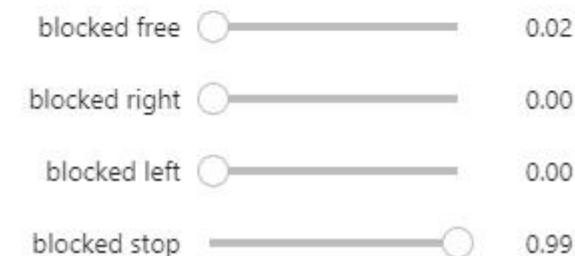 blocked free 0.02
blocked right 0.00
blocked left 0.00
blocked stop 0.99